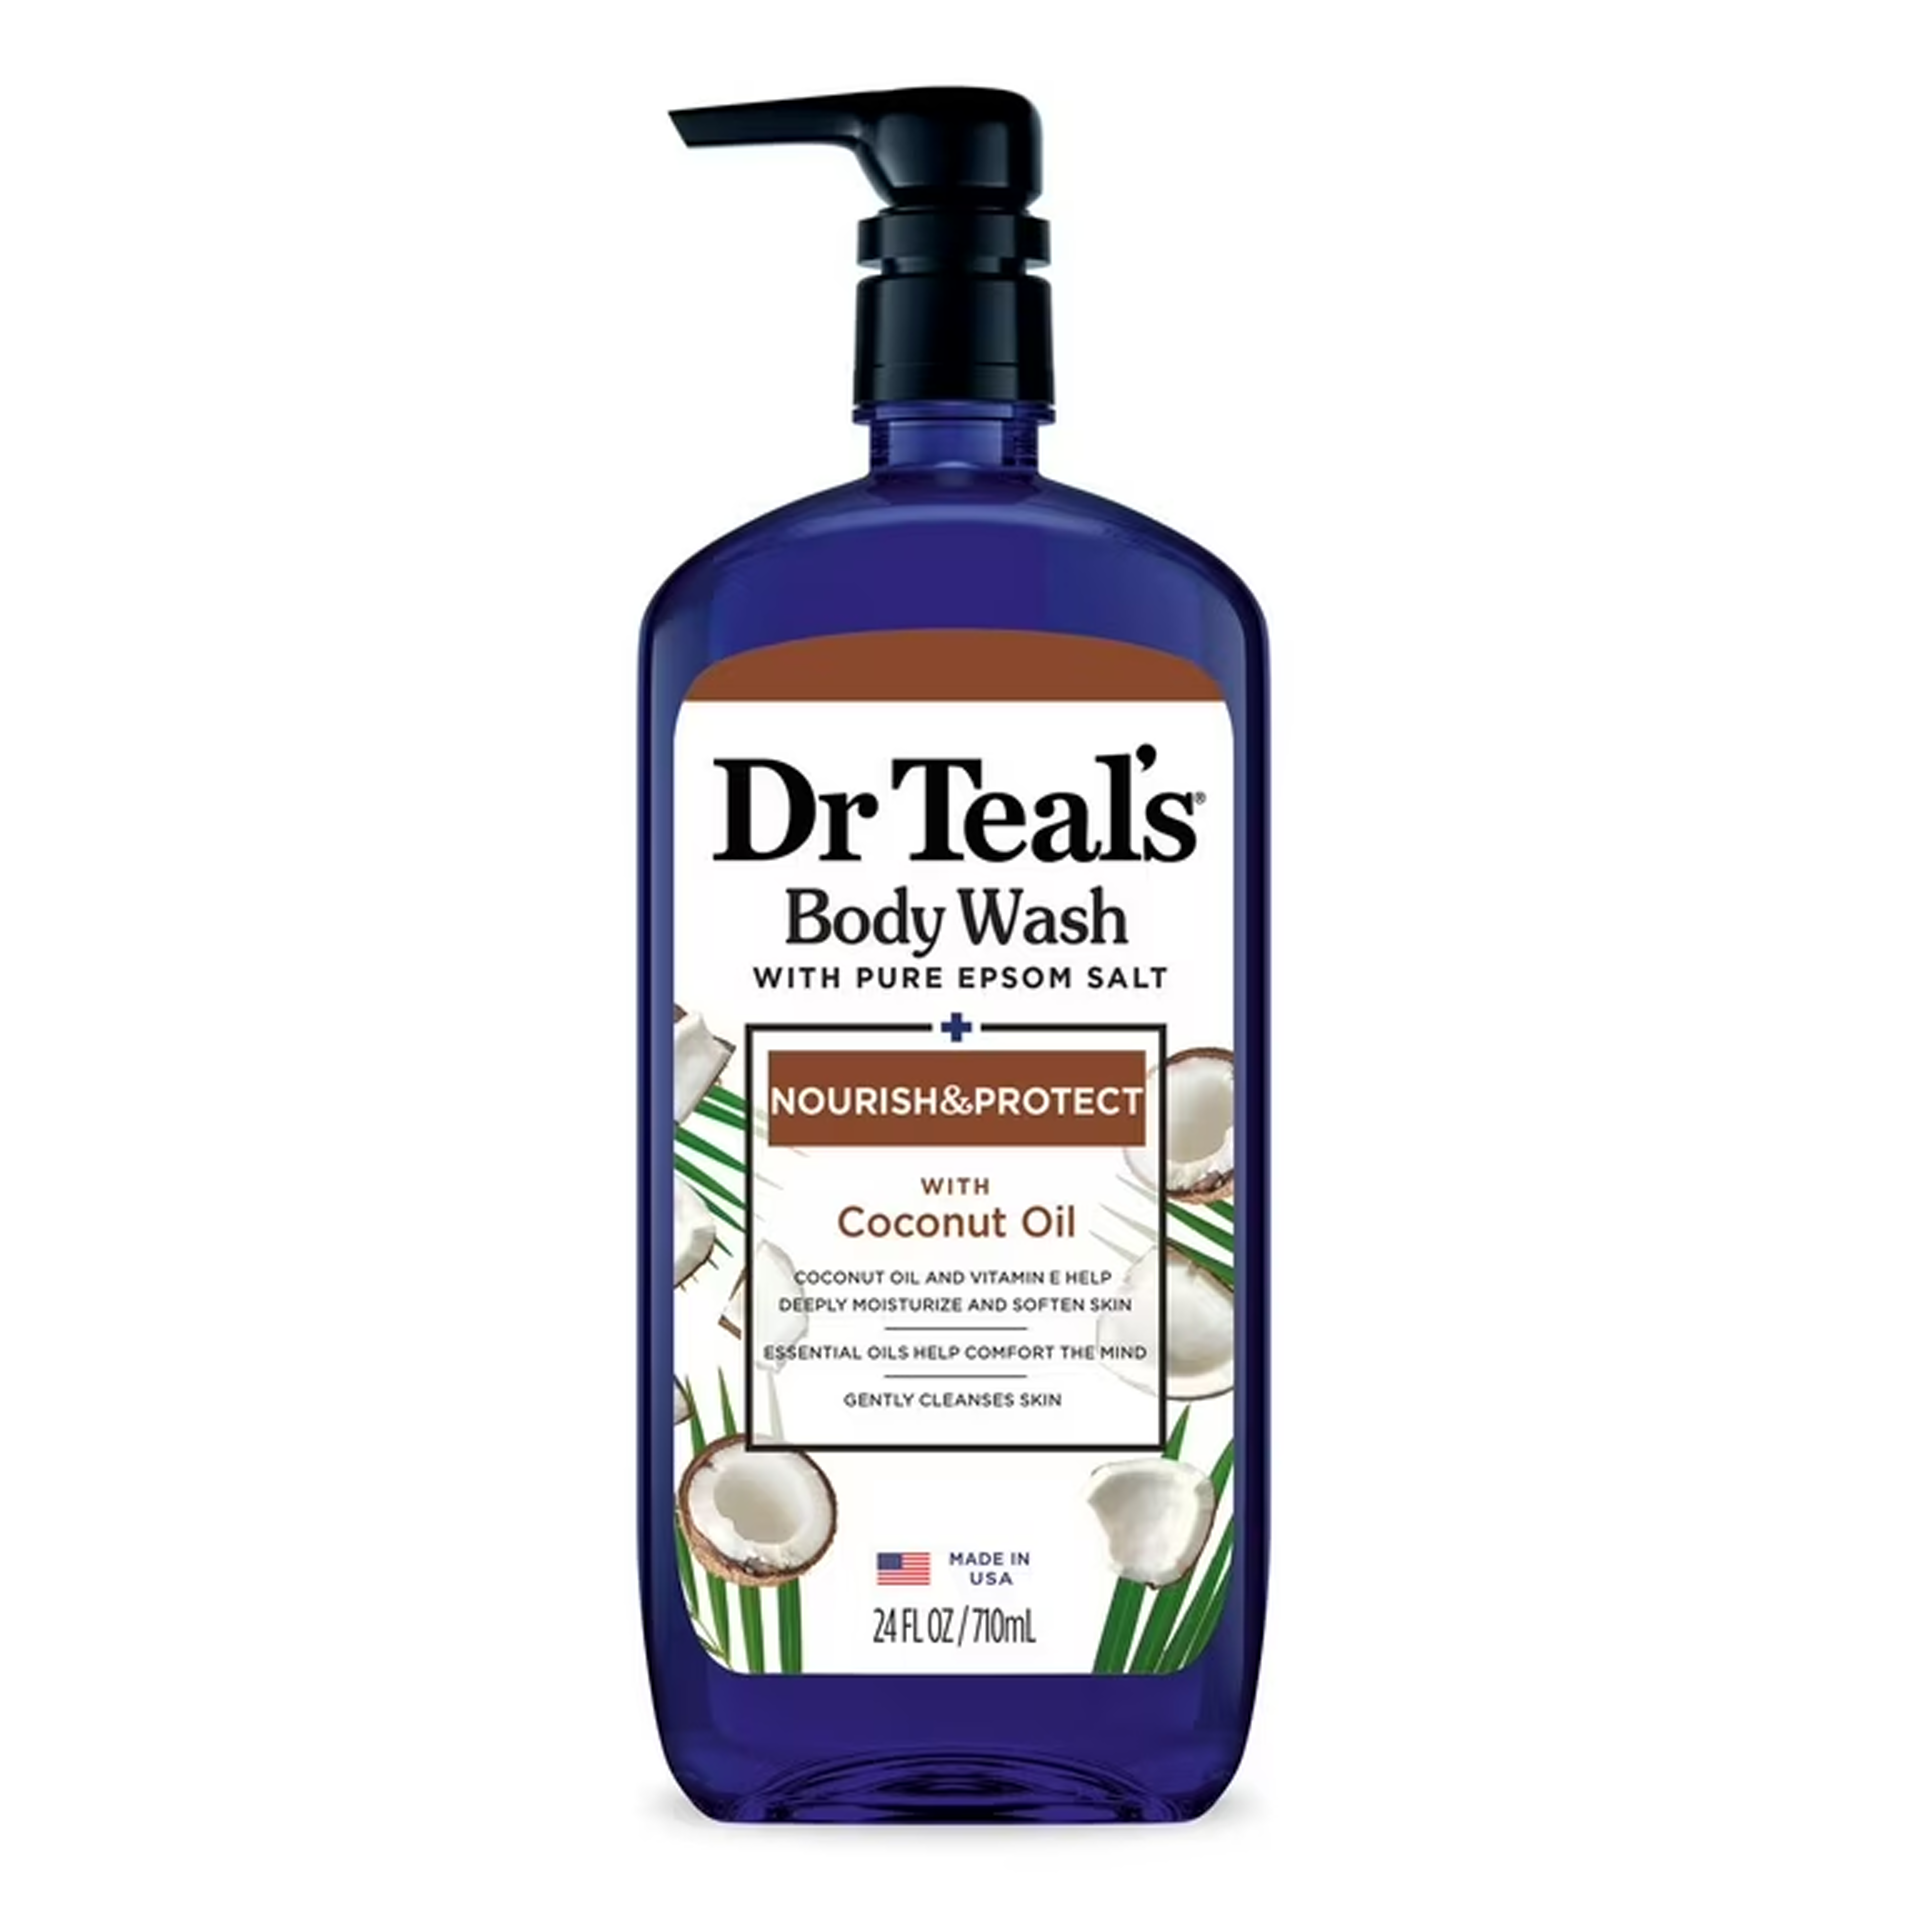 Dr Teal's®
Body Wash
WITH PURE EPSOM SALT
NOURISH&PROTECT
WITH
Coconut Oil
COCONUT OIL AND VITAMIN E HELP
DEEPLY MOISTURIZE AND SOFTEN SKIN
ESSENTIAL OILS HELP COMFORT THE MIND
GENTLY CLEANSES SKIN
MADE IN
USA
24 FL OZ / 710mL